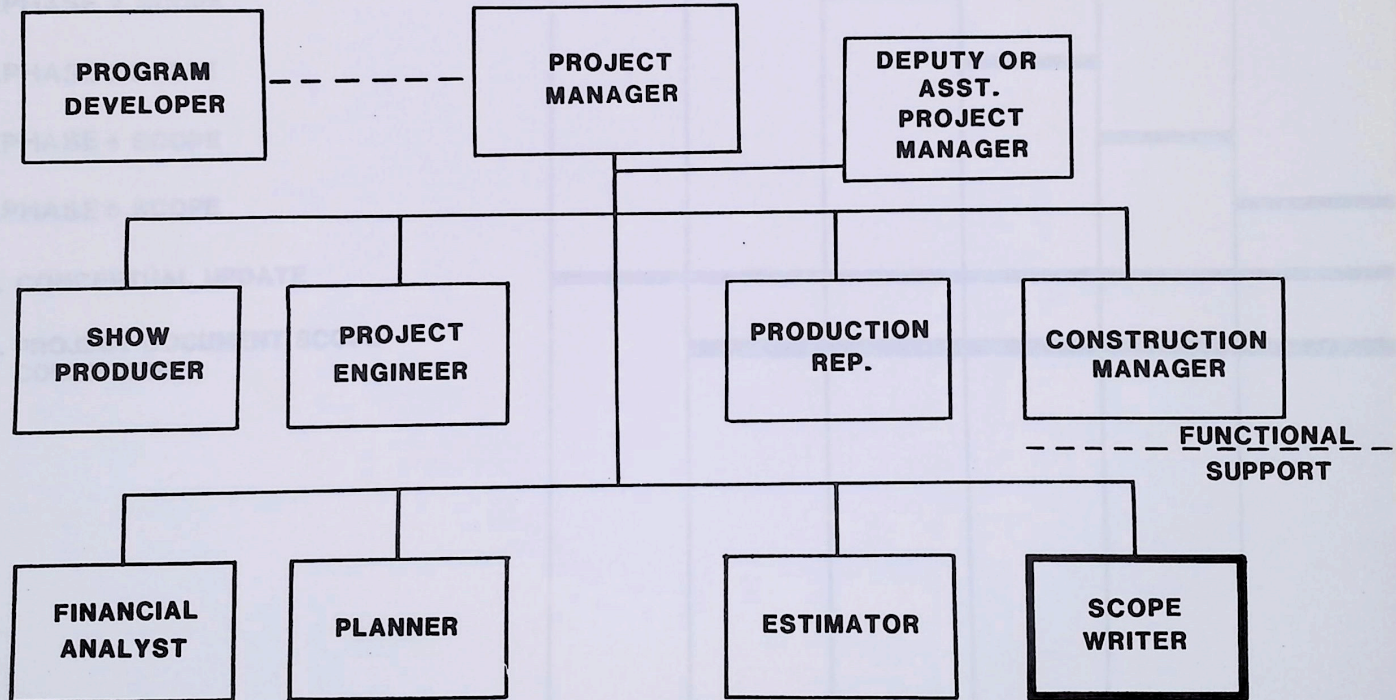 PROGRAM
DEVELOPER
PROJECT
MANAGER
DEPUTY OR
ASST.
PROJECT
MANAGER
SHOW
PRODUCER
PROJECT
ENGINEER
PRODUCTION
REP.
CONSTRUCTION
MANAGER
FUNCTIONAL
SUPPORT
FINANCIAL
ANALYST
PLANNER
ESTIMATOR
SCOPE
WRITER